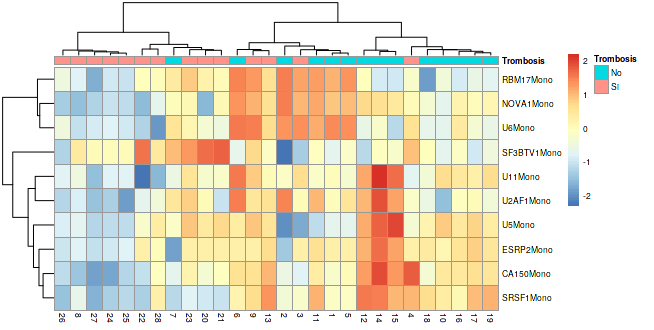 Trombosis
RBM17Mono
NOVA1Mono
U6Mono
SF3BTV1Mono
U11Mono
U2AF1Mono
U5Mono
ESRP2Mono
CA150Mono
SRSF1Mono
26 8 27 24 25 22 28 7 23 20 21 6 9 13 2 3 11 1 5 12 14 15 4 18 10 16 17 19
2
1
0
-1
-2
Trombosis
No
SI